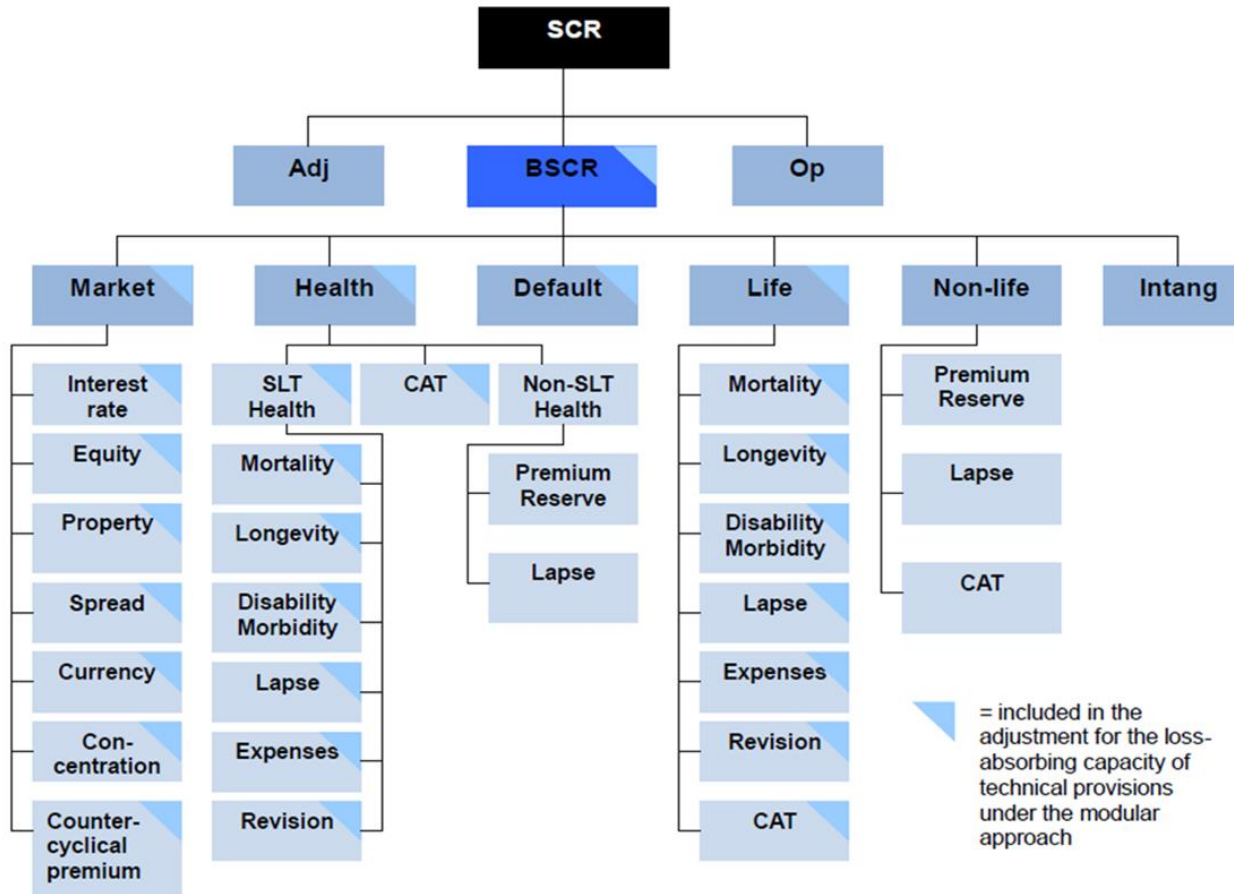 SCR
Adj
BSCR
Op
Market
Health
Default
Life
Non-life
Intang
Interest
rate
Equity
Property
Spread
Currency
Con-
centration
Counter-
cyclical
premium
SLT
Health
CAT
Non-SLT
Health
Mortality
Longevity
Disability
Morbidity
Lapse
Expenses
Revision
Premium
Reserve
Lapse
Mortality
Longevity
Disability
Morbidity
Lapse
Expenses
Revision
CAT
Premium
Reserve
Lapse
CAT
= included in the
adjustment for the loss-
absorbing capacity of
technical provisions
under the modular
approach